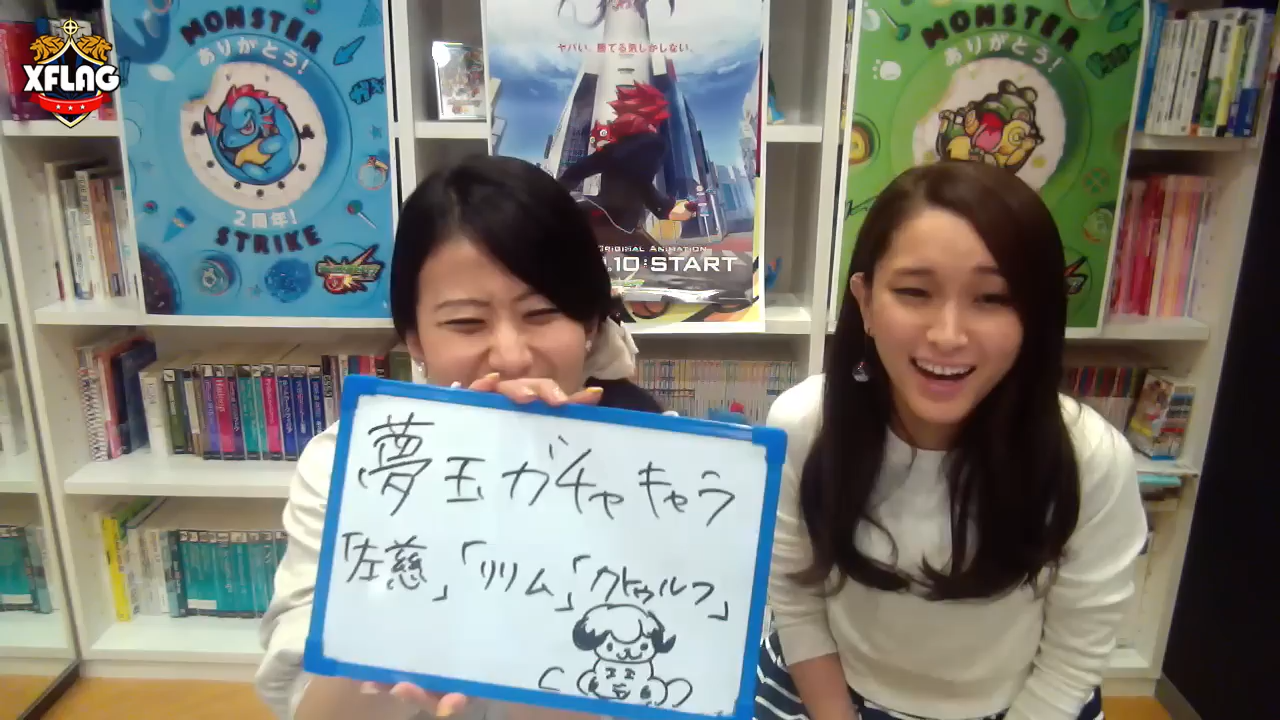 XFLAG
MONSTER
ありがとう!
2周年!
STRIKE
ヤバい、勝てる気しかしない。
ORIGINAL ANIMATION
.10 : START
MONSTER
ありがとう!
夢玉ガチャキャラ
「佐慈」「リリム」「クトゥルフ」